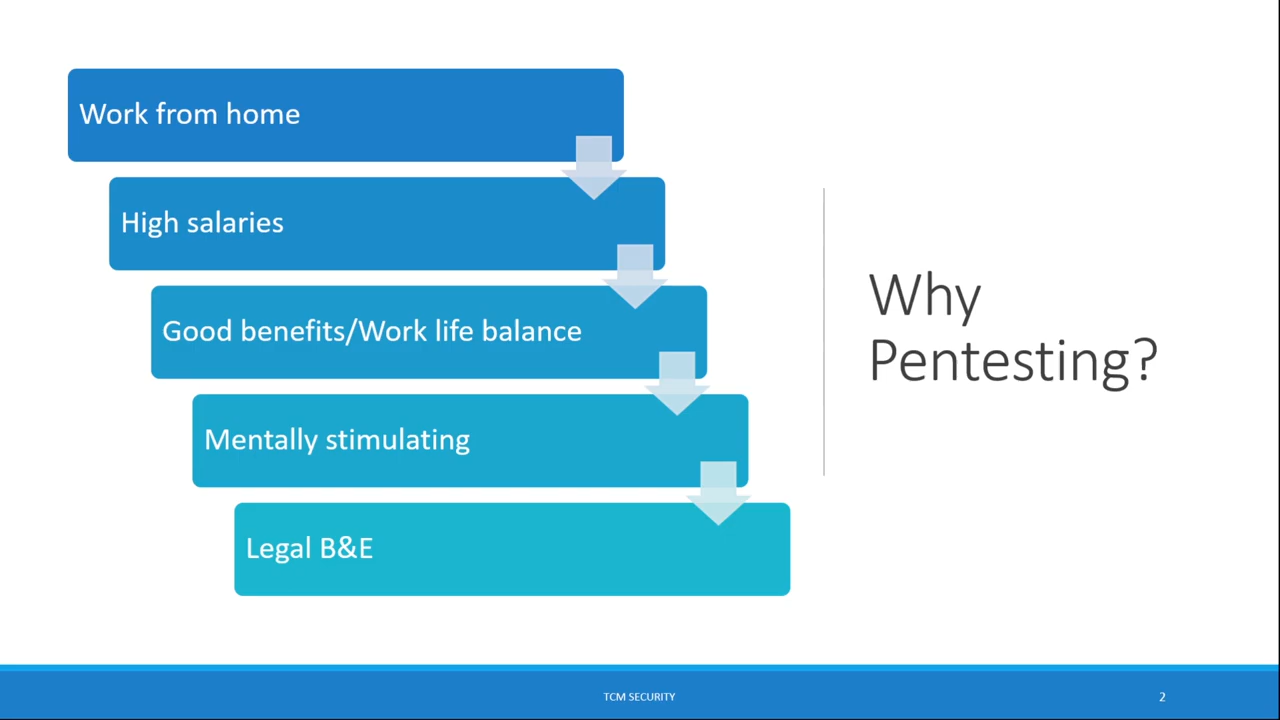 Work from home
High salaries
Good benefits/Work life balance
Mentally stimulating
Legal B&E
Why
Pentesting?
TCM SECURITY
2